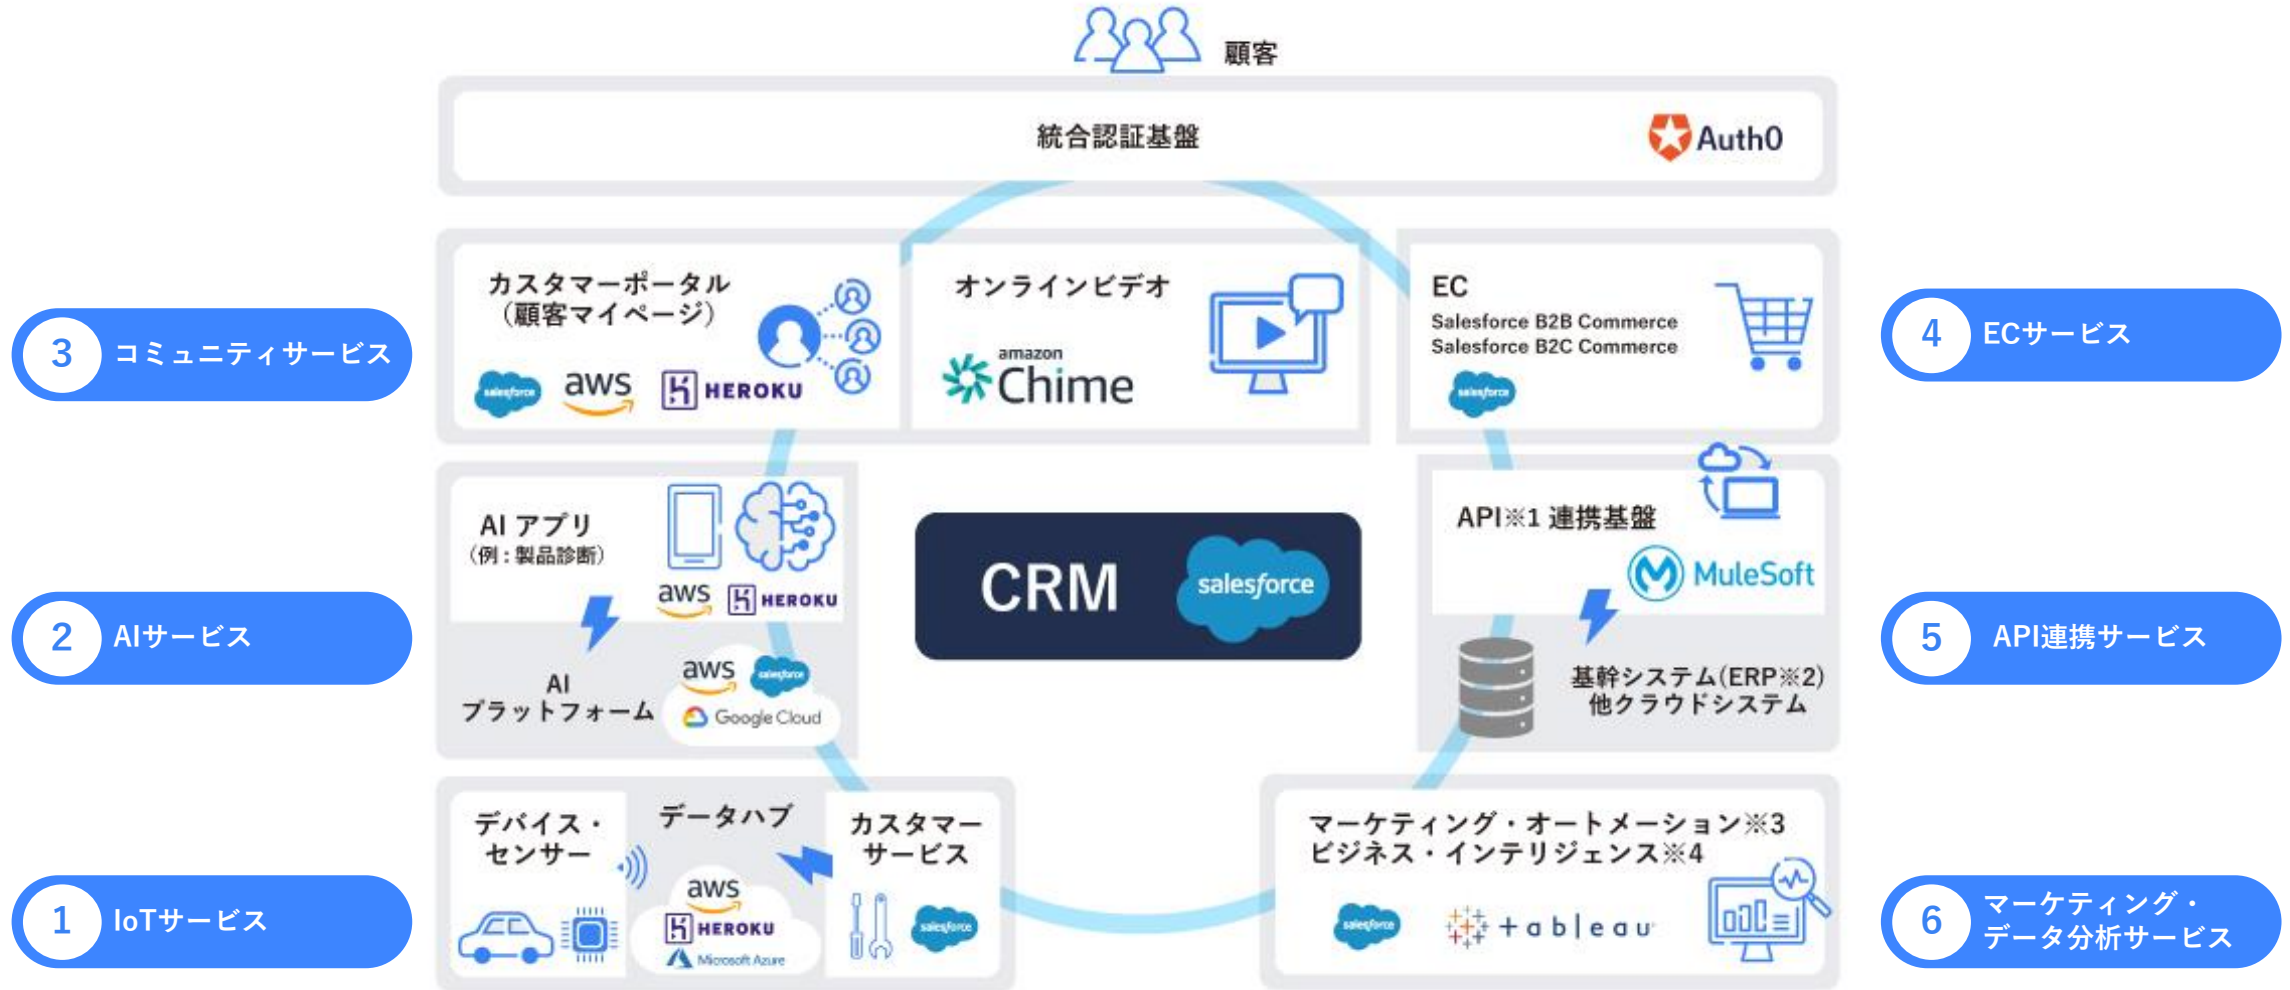 顧客
統合認証基盤
Auth0
カスタマーポータル
（顧客マイページ）
salesforce
aws
HEROKU
オンラインビデオ
amazon
Chime
EC
Salesforce B2B Commerce
Salesforce B2C Commerce
salesforce
3
コミュニティサービス
4
ECサービス
AI アプリ
（例：製品診断）
aws
HEROKU
AI
プラットフォーム
aws
salesforce
Google Cloud
CRM
salesforce
API※1 連携基盤
MuleSoft
基幹システム(ERP※2)
他クラウドシステム
2
AIサービス
5
API連携サービス
デバイス・
センサー
データハブ
aws
HEROKU
Microsoft Azure
カスタマー
サービス
salesforce
マーケティング・オートメーション※3
ビジネス・インテリジェンス※4
salesforce
+ableau
1
IoTサービス
6
マーケティング・
データ分析サービス